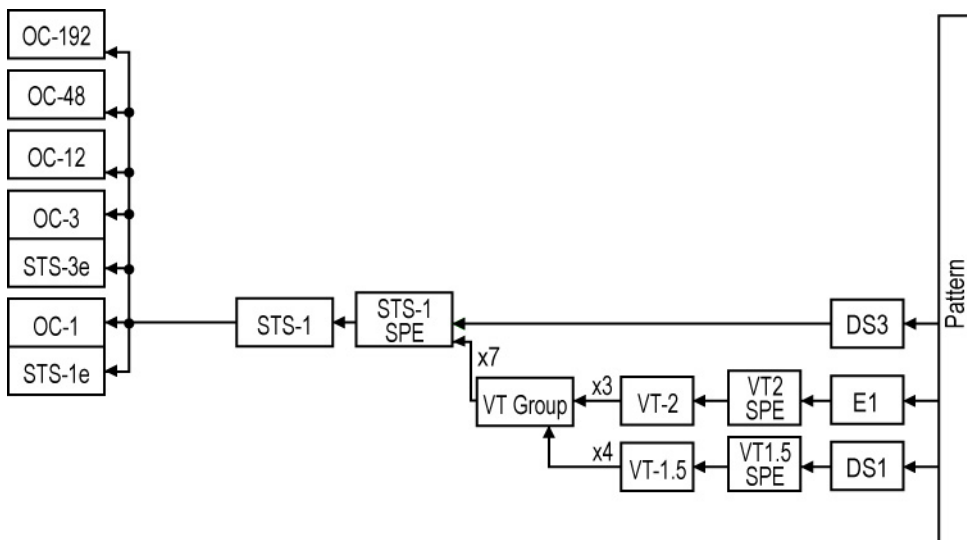 OC-192
OC-48
OC-12
OC-3
STS-3e
OC-1
STS-1e
STS-1
STS-1
SPE
DS3
x7
VT Group
x3
VT-2
VT2
SPE
E1
x4
VT-1.5
VT1.5
SPE
DS1
Pattern